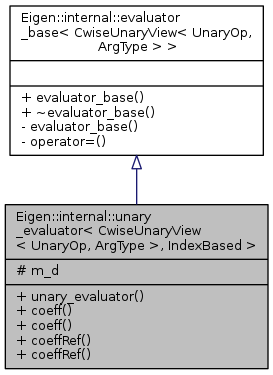 Eigen::internal::evaluator
_base< CwiseUnaryView< UnaryOp,
ArgType > >
+ evaluator_base()
+ ~evaluator_base()
- evaluator_base()
- operator=()
Eigen::internal::unary
_evaluator< CwiseUnaryView
< UnaryOp, ArgType >, IndexBased >
# m_d
+ unary_evaluator()
+ coeff()
+ coeff()
+ coeffRef()
+ coeffRef()